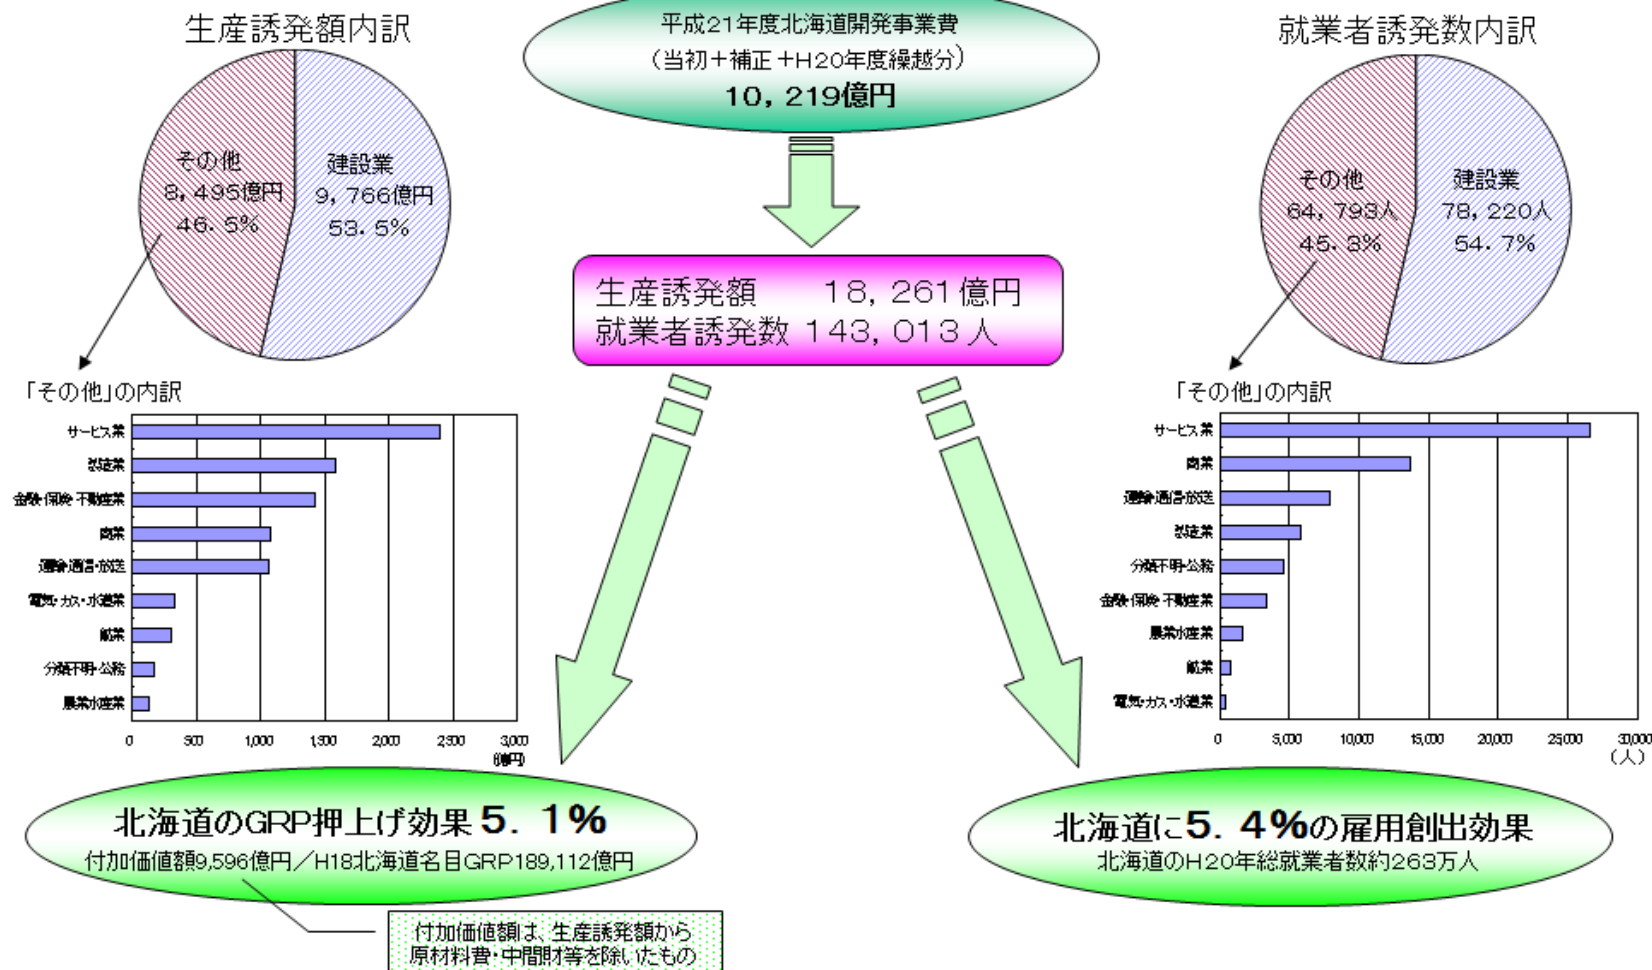 生産誘発額内訳
その他
8,495億円
46.5%
建設業
9,766億円
53.5%
平成21年度北海道開発事業費
(当初+補正+H20年度繰越分)
10,219億円
就業者誘発数内訳
その他
64,793人
45.3%
建設業
78,220人
54.7%
生産誘発額 18,261億円
就業者誘発数 143,013人
「その他」の内訳
サービス業
製造業
金融・保険・不動産業
商業
運輸・通信・放送
電気・ガス・水道業
鉱業
分類不明・公務
農業水産業
0 500 1,000 1,500 2,000 2,500 3,000
(億円)
「その他」の内訳
サービス業
商業
運輸・通信・放送
製造業
分類不明・公務
金融・保険・不動産業
農業水産業
鉱業
電気・ガス・水道業
0 5,000 10,000 15,000 20,000 25,000 30,000
(人)
北海道のGRP押上げ効果 5.1%
付加価値額9,596億円/H18北海道名目GRP189,112億円
付加価値額は、生産誘発額から
原材料費・中間財等を除いたもの
北海道に5.4%の雇用創出効果
北海道のH20年総就業者数約263万人